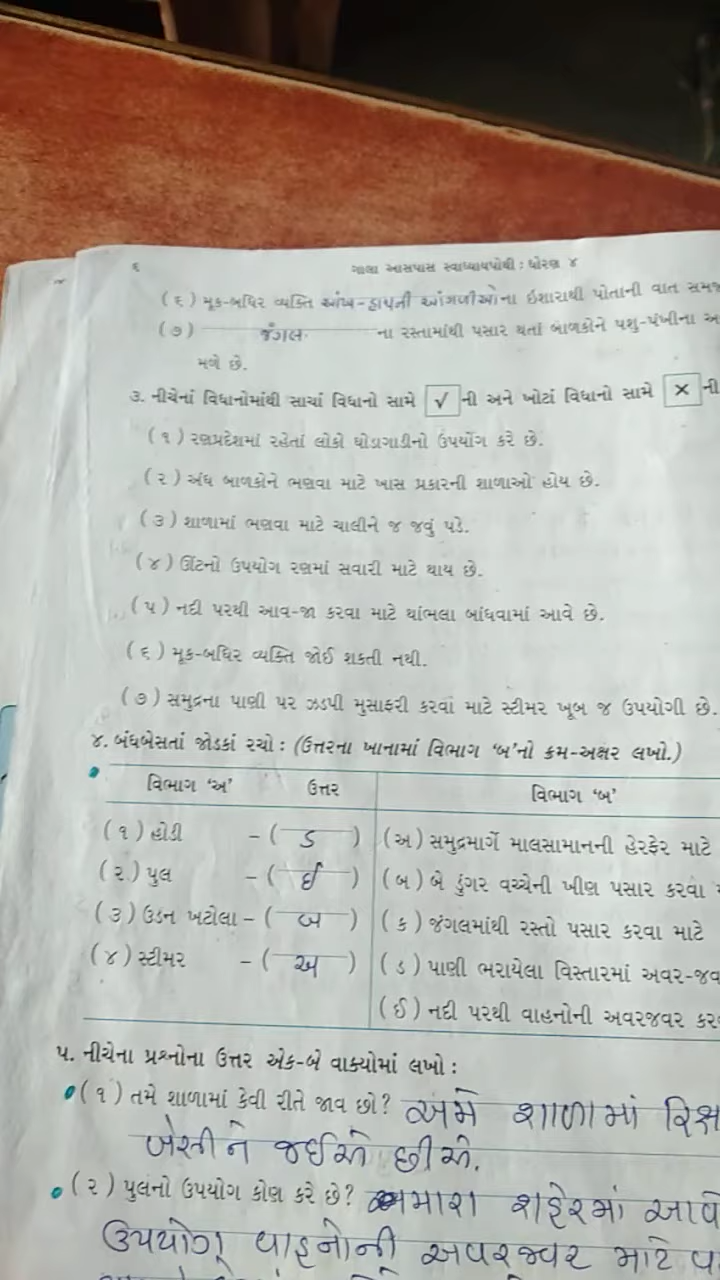 ૬ ગાલા આસપાસ સ્વાધ્યાયપોથી : ધોરણ ૪
(૬) મૂક-બધિર વ્યક્તિ આંખ-હાથની આંગળીઓના ઇશારાથી પોતાની વાત
(૭) જંગલ ના રસ્તામાંથી પસાર થતાં બાળકોને પશુ-પંખીના
મળે છે.
૩. નીચેનાં વિધાનોમાંથી સાચાં વિધાનો સામે ✓ ની અને ખોટાં વિધાનો સામે × ની
(૧) રણપ્રદેશમાં રહેતાં લોકો ઘોડાગાડીનો ઉપયોગ કરે છે.
(૨) અંધ બાળકોને ભણવા માટે ખાસ પ્રકારની શાળાઓ હોય છે.
(૩) શાળામાં ભણવા માટે ચાલીને જ જવું પડે.
(૪) ઊંટનો ઉપયોગ રણમાં સવારી માટે થાય છે.
(૫) નદી પરથી આવ-જા કરવા માટે થાંભલા બાંધવામાં આવે છે.
(૬) મૂક-બધિર વ્યક્તિ જોઈ શકતી નથી.
(૭) સમુદ્રના પાણી પર ઝડપી મુસાફરી કરવા માટે સ્ટીમર ખૂબ જ ઉપયોગી છે.
૪. બંધબેસતાં જોડકાં રચો : (ઉત્તરના ખાનામાં વિભાગ ‘બ’નો ક્રમ-અક્ષર લખો.)
વિભાગ ‘અ’ ઉત્તર વિભાગ ‘બ’
(૧) હોડી – ( ડ ) (અ) સમુદ્રમાર્ગે માલસામાનની હેરફેર માટે
(૨) પુલ – ( ઈ ) (બ) બે ડુંગર વચ્ચેની ખીણ પસાર કરવા
(૩) ઉડન ખટોલા – ( બ ) (ક) જંગલમાંથી રસ્તો પસાર કરવા માટે
(૪) સ્ટીમર – ( અ ) (ડ) પાણી ભરાયેલા વિસ્તારમાં
(ઈ) નદી પરથી વાહનોની અવરજવર
૫. નીચેના પ્રશ્નોના ઉત્તર એક-બે વાક્યોમાં લખો :
(૧) તમે શાળામાં કેવી રીતે જાવ છો? અમે શાળામાં
બેસીને જઈએ છીએ.
(૨) પુલનો ઉપયોગ કોણ કરે છે? અમારા શહેરમાં
ઉપયોગ વાહનોની અવરજવર માટે